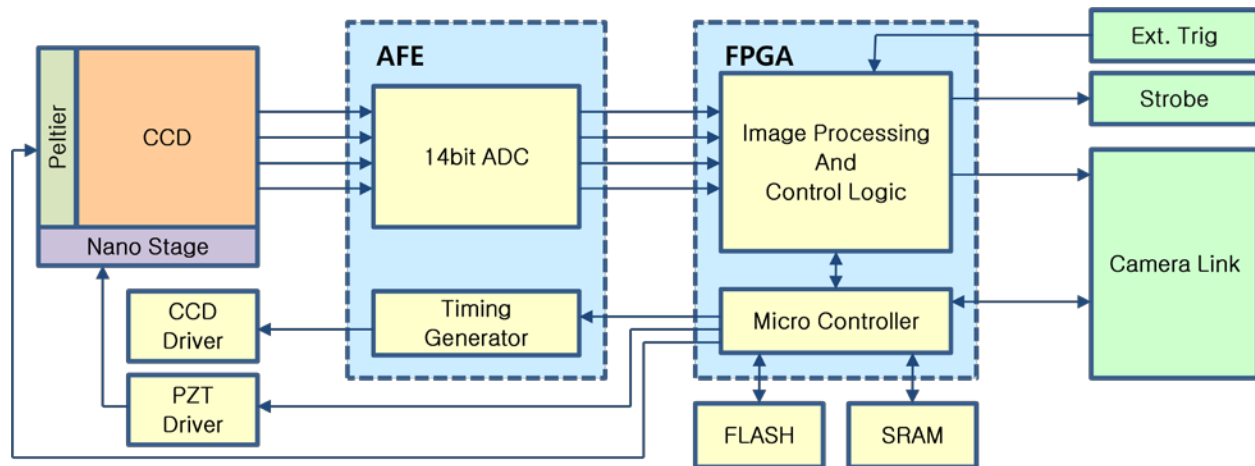 AFE
FPGA
Ext. Trig
Strobe
Peltier
CCD
14bit ADC
Image Processing
And
Control Logic
Nano Stage
Camera Link
CCD
Driver
Timing
Generator
Micro Controller
PZT
Driver
FLASH
SRAM